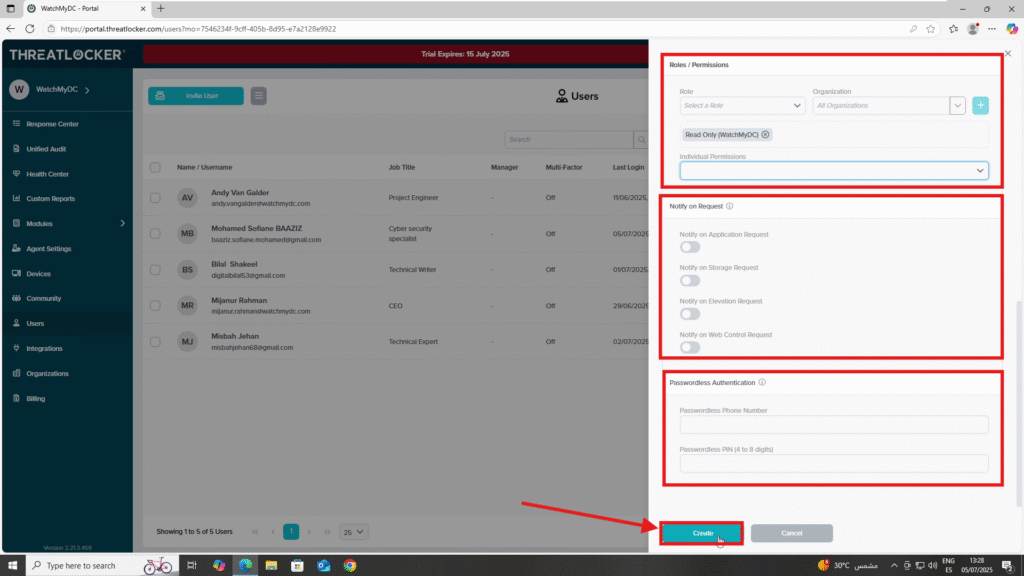 WatchMyDC - Portal
https://portal.threatlocker.com/users?mo=7546234f-9cff-405b-8d95-e7a2128e9922
THREATLOCKER
Trial Expires: 15 July 2025
W WatchMyDC
Response Center
Unified Audit
Health Center
Custom Reports
Modules
Agent Settings
Devices
Community
Users
Integrations
Organizations
Billing
Version 2.21.3.459
Invite User
Users
Search
Name / Username Job Title Manager Multi-Factor Last Login
AV Andy Van Galder Project Engineer - Off 11/06/2025,
andy.vangalder@watchmydc.com
MB Mohamed Sofiane BAAZIZ Cyber security specialist - Off 05/07/2025
baaziz.sofiane.mohamed@gmail.com
BS Bilal Shakeel Technical Writer - Off 01/07/2025,
digitalbilal53@gmail.com
MR Mijanur Rahman CEO - Off 29/06/2025
mijanur.rahman@watchmydc.com
MJ Misbah Jehan Technical Expert - Off 02/07/2025
misbahjehan68@gmail.com
Showing 1 to 5 of 5 Users 1 25
Roles / Permissions
Role Organization
Select a Role All Organizations
Read Only (WatchMyDC)
Individual Permissions
Notify on Request
Notify on Application Request
Notify on Storage Request
Notify on Elevation Request
Notify on Web Control Request
Passwordless Authentication
Passwordless Phone Number
Passwordless PIN (4 to 8 digits)
Create Cancel
Type here to search
30°C مشمس
ENG
ES
13:28
05/07/2025